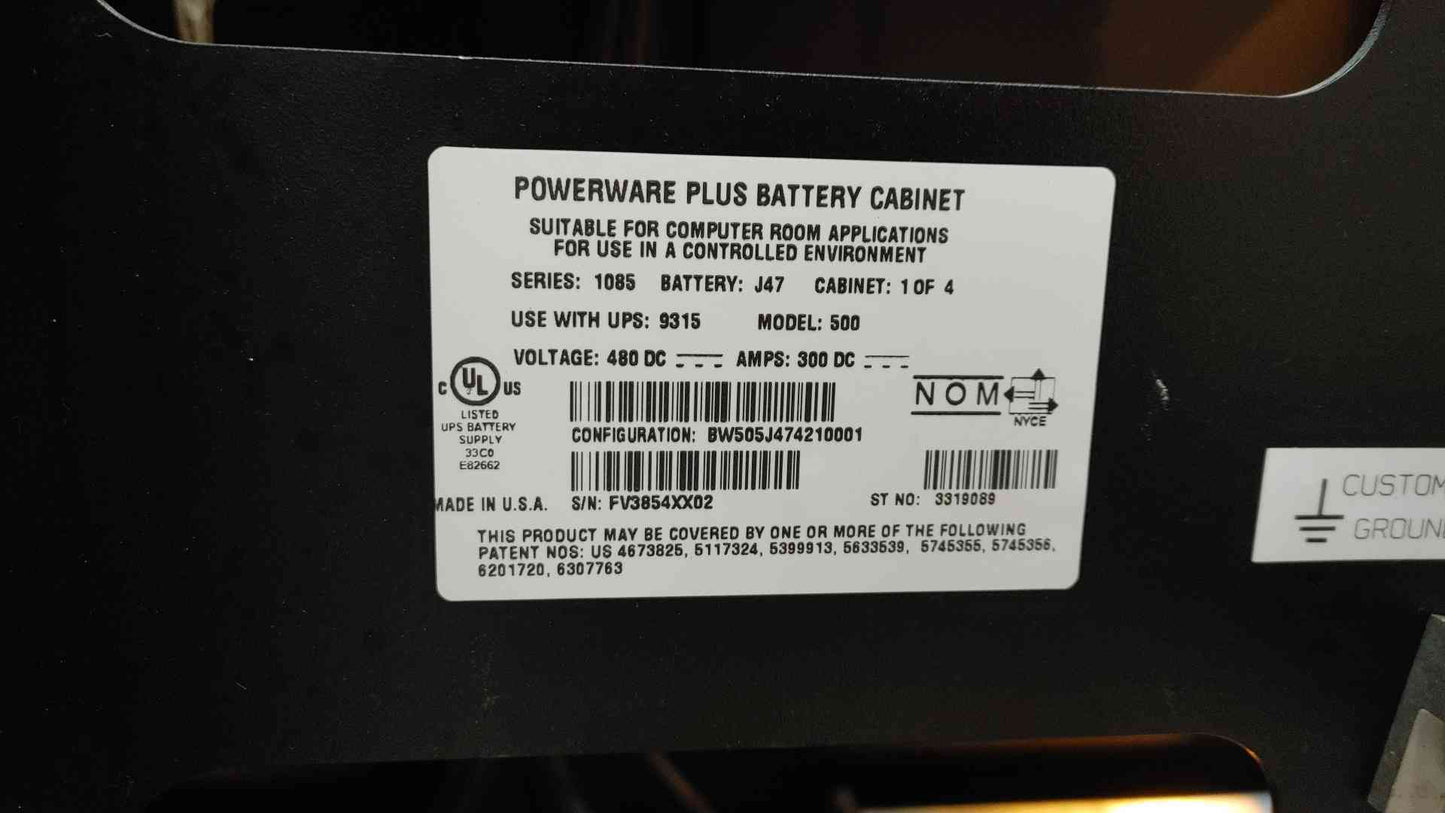 POWERWARE PLUS BATTERY CABINET
SUITABLE FOR COMPUTER ROOM APPLICATIONS
FOR USE IN A CONTROLLED ENVIRONMENT
SERIES: 1085 BATTERY: J47 CABINET: 1 OF 4
USE WITH UPS: 9315 MODEL: 500
VOLTAGE: 480 DC AMPS: 300 DC
C UL US
LISTED
UPS BATTERY
SUPPLY
33C0
E82662
NOM
NYCE
CONFIGURATION: BW505J474210001
MADE IN U.S.A. S/N: FV3854XX02 ST NO: 3319089
THIS PRODUCT MAY BE COVERED BY ONE OR MORE OF THE FOLLOWING
PATENT NOS: US 4673825, 5117324, 5399913, 5633539, 5745355, 5745356,
6201720, 6307763
CUSTOM
GROUN